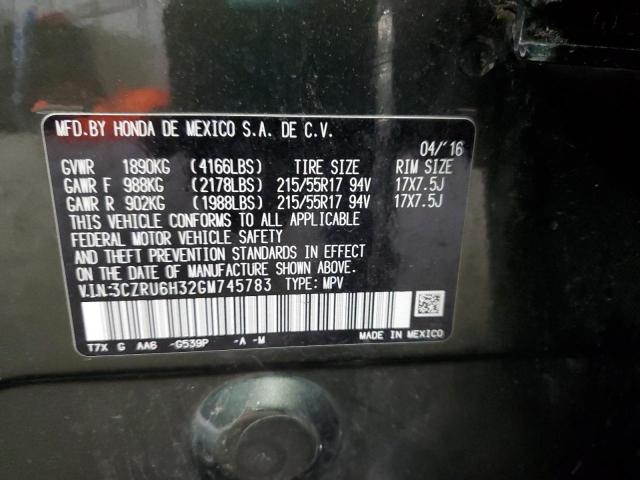 MFD.BY HONDA DE MEXICO S.A. DE C.V.
04/'16
GVWR 1890KG (4166LBS) TIRE SIZE RIM SIZE
GAWR F 988KG (2178LBS) 215/55R17 94V 17X7.5J
GAWR R 902KG (1988LBS) 215/55R17 94V 17X7.5J
THIS VEHICLE CONFORMS TO ALL APPLICABLE
FEDERAL MOTOR VEHICLE SAFETY
AND THEFT PREVENTION STANDARDS IN EFFECT
ON THE DATE OF MANUFACTURE SHOWN ABOVE.
V.I.N.:3CZRU6H32GM745783 TYPE: MPV
T7X G AA6 -G539P -A -M
MADE IN MEXICO